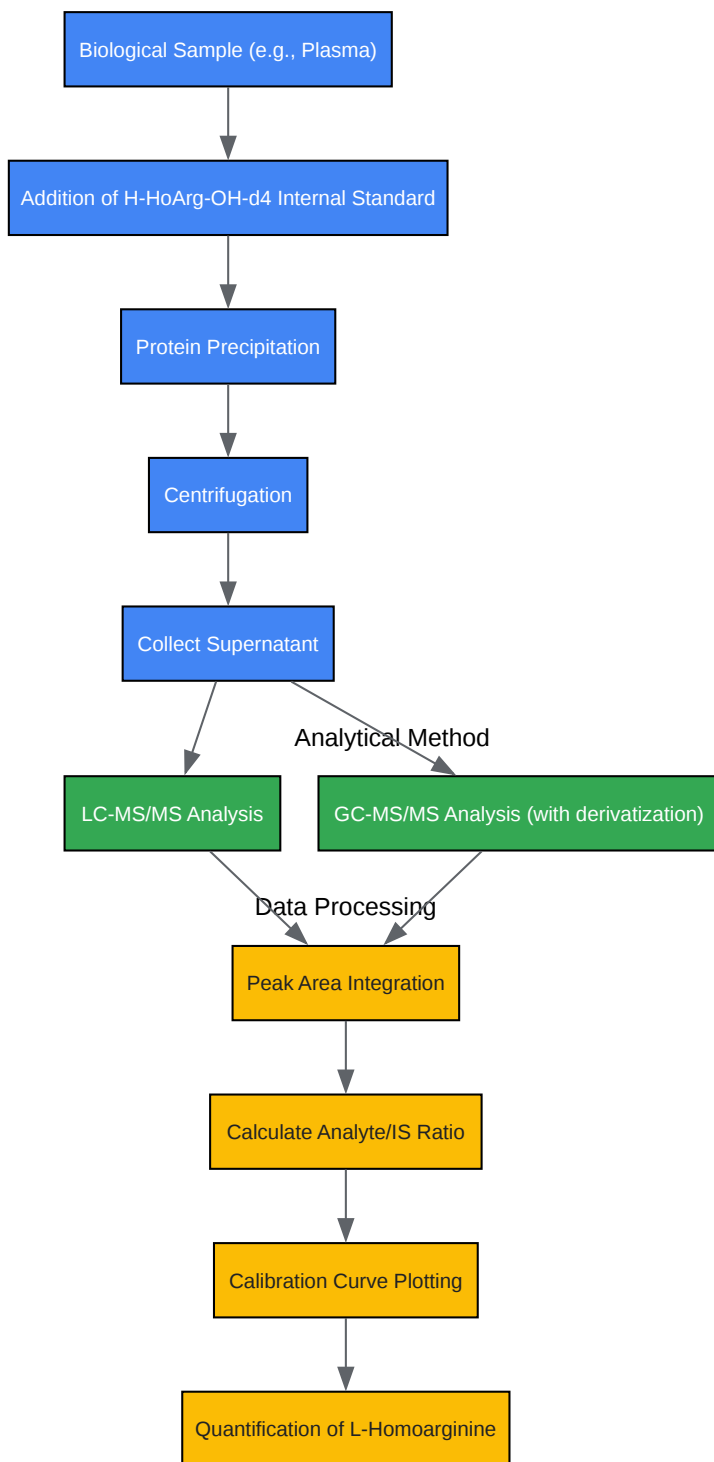 Biological Sample (e.g., Plasma)
Addition of H-HoArg-OH-d4 Internal Standard
Protein Precipitation
Centrifugation
Collect Supernatant
Analytical Method
LC-MS/MS Analysis
GC-MS/MS Analysis (with derivatization)
Data Processing
Peak Area Integration
Calculate Analyte/IS Ratio
Calibration Curve Plotting
Quantification of L-Homoarginine